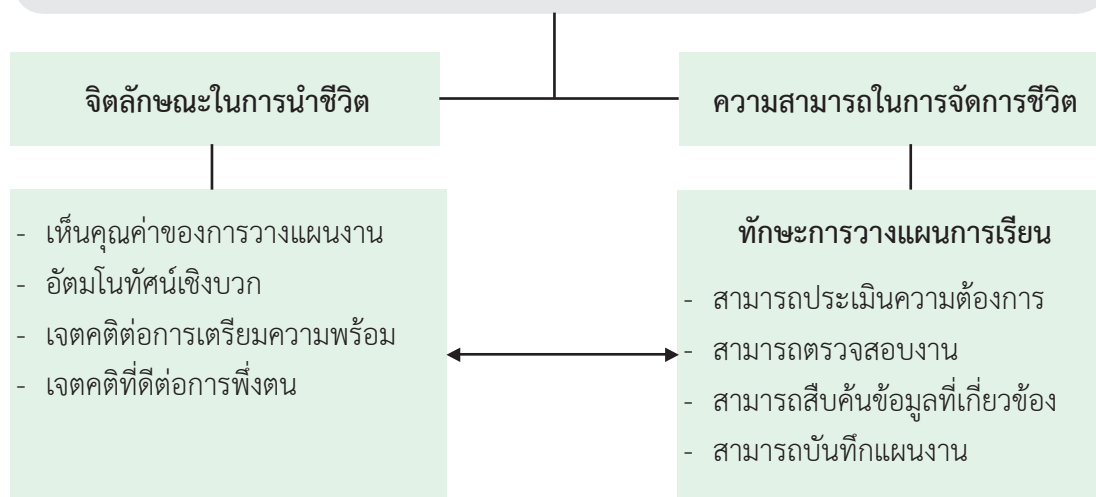 จิตลักษณะในการนำชีวิต
ความสามารถในการจัดการชีวิต
- เห็นคุณค่าของการวางแผนงาน
- อัตมโนทัศน์เชิงบวก
- เจตคติต่อการเตรียมความพร้อม
- เจตคติที่ดีต่อการพึ่งตน
ทักษะการวางแผนการเรียน
- สามารถประเมินความต้องการ
- สามารถตรวจสอบงาน
- สามารถสืบค้นข้อมูลที่เกี่ยวข้อง
- สามารถบันทึกแผนงาน